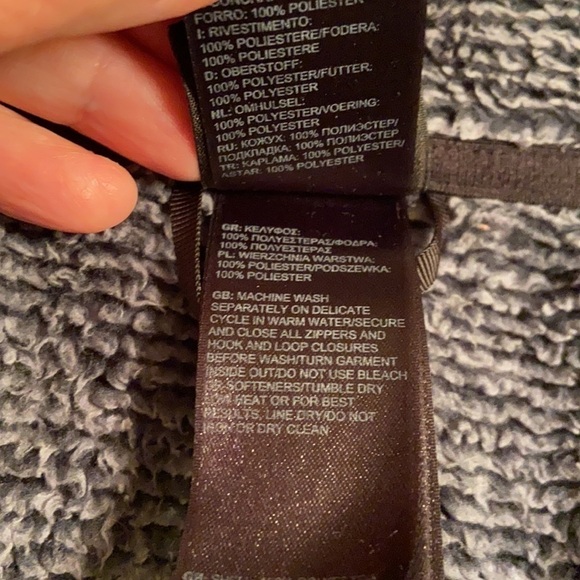 FORRO: 100% POLIESTER
I: RIVESTIMENTO:
100% POLIESTERE/FODERA:
100% POLIESTERE
D: OBERSTOFF:
100% POLYESTER/FUTTER:
100% POLYESTER
NL: OMHULSEL:
100% POLYESTER/VOERING:
100% POLYESTER
RU: КОЖУХ: 100% ПОЛИЭСТЕР/
ПОДКЛАДКА: 100% ПОЛИЭСТЕР
TR: KAPLAMA: 100% POLYESTER/
ASTAR: 100% POLYESTER
GR: ΚΕΛΥΦΟΣ:
100% ΠΟΛΥΕΣΤΕΡΑΣ/ΦΟΔΡΑ:
100% ΠΟΛΥΕΣΤΕΡΑΣ
PL: WIERZCHNIA WARSTWA:
100% POLIESTER/PODSZEWKA:
100% POLIESTER
GB: MACHINE WASH
SEPARATELY ON DELICATE
CYCLE IN WARM WATER/SECURE
AND CLOSE ALL ZIPPERS AND
HOOK AND LOOP CLOSURES
BEFORE WASH/TURN GARMENT
INSIDE OUT/DO NOT USE BLEACH
OR SOFTENERS/TUMBLE DRY
LOW HEAT OR FOR BEST
RESULTS, LINE DRY/DO NOT
IRON OR DRY CLEAN